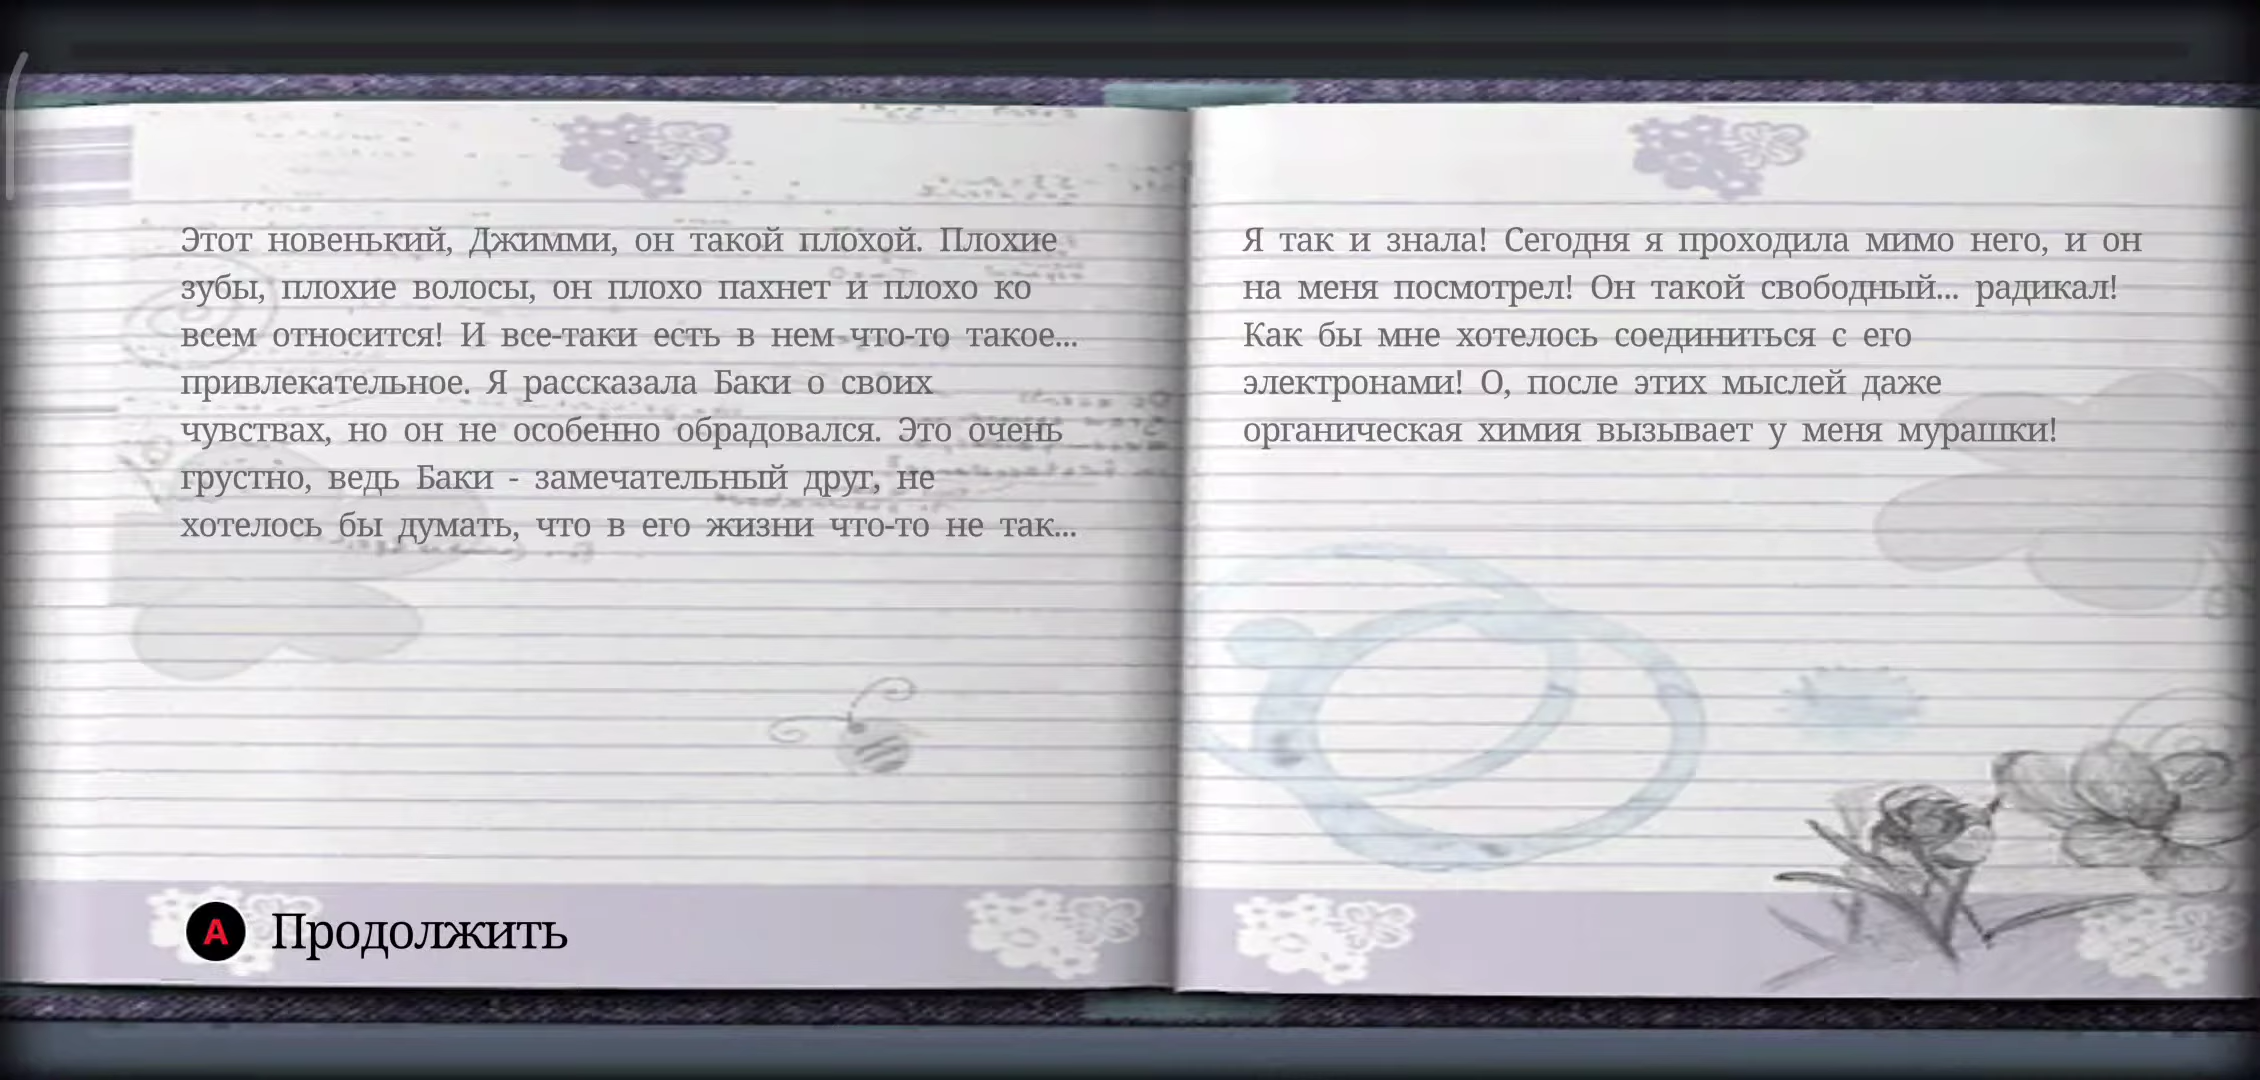 Этот новенький, Джимми, он такой плохой. Плохие
зубы, плохие волосы, он плохо пахнет и плохо ко
всем относится! И все-таки есть в нем что-то такое...
привлекательное. Я рассказала Баки о своих
чувствах, но он не особенно обрадовался. Это очень
грустно, ведь Баки - замечательный друг, не
хотелось бы думать, что в его жизни что-то не так...
Я так и знала! Сегодня я проходила мимо него, и он
на меня посмотрел! Он такой свободный... радикал!
Как бы мне хотелось соединиться с его
электронами! О, после этих мыслей даже
органическая химия вызывает у меня мурашки!
A Продолжить